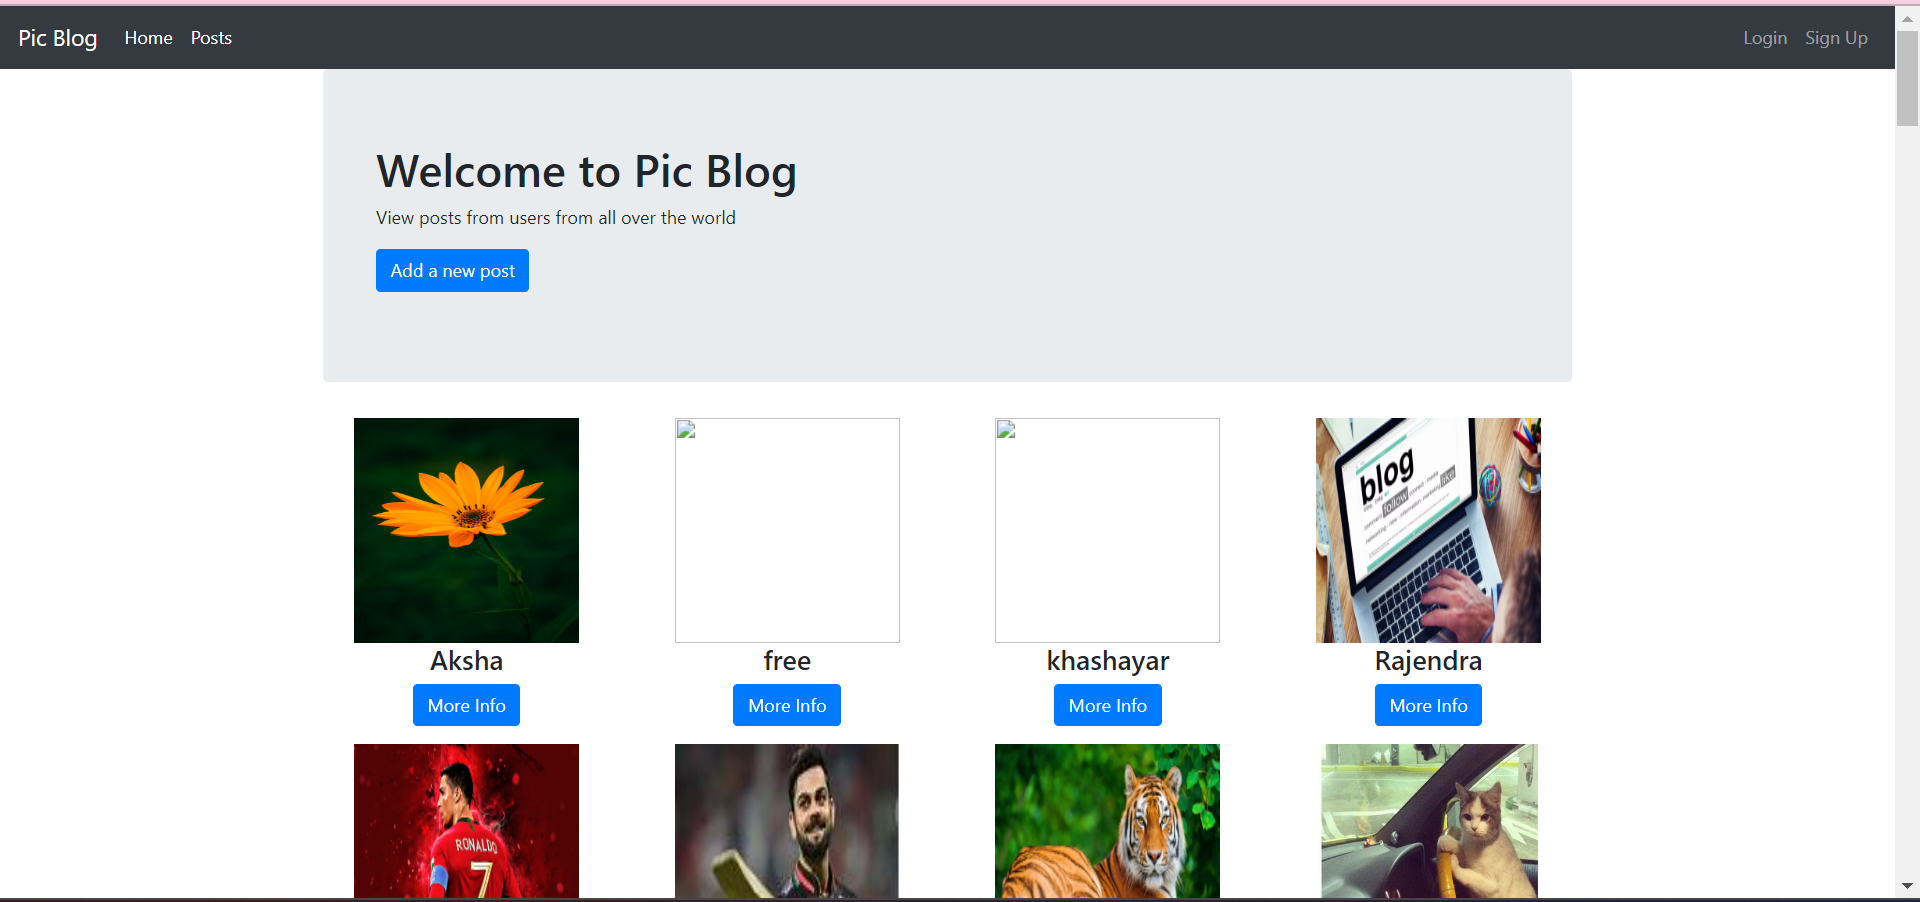 Pic Blog Home Posts Login Sign Up
Welcome to Pic Blog
View posts from users from all over the world
Add a new post
blog
follow
like
Aksha free khashayar Rajendra
More Info More Info More Info More Info
RONALDO
7